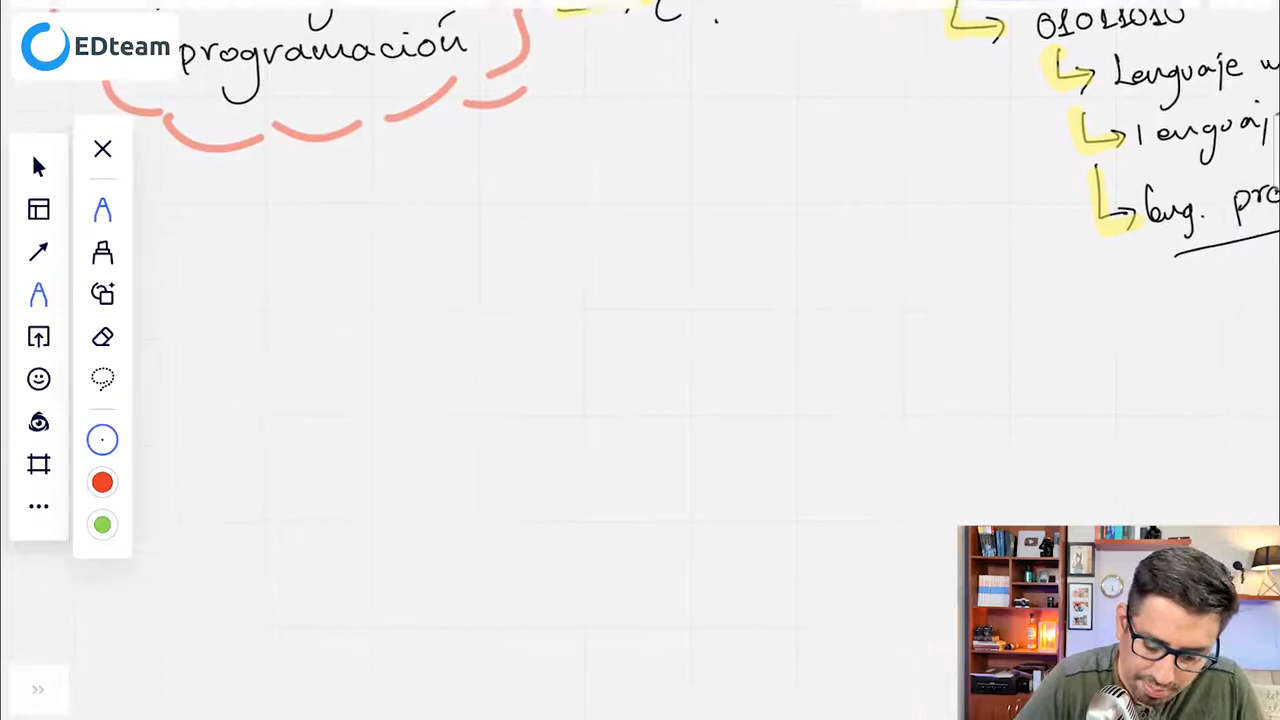 EDteam
programación
01011010
Lenguaje
lenguaj
Leng. pro